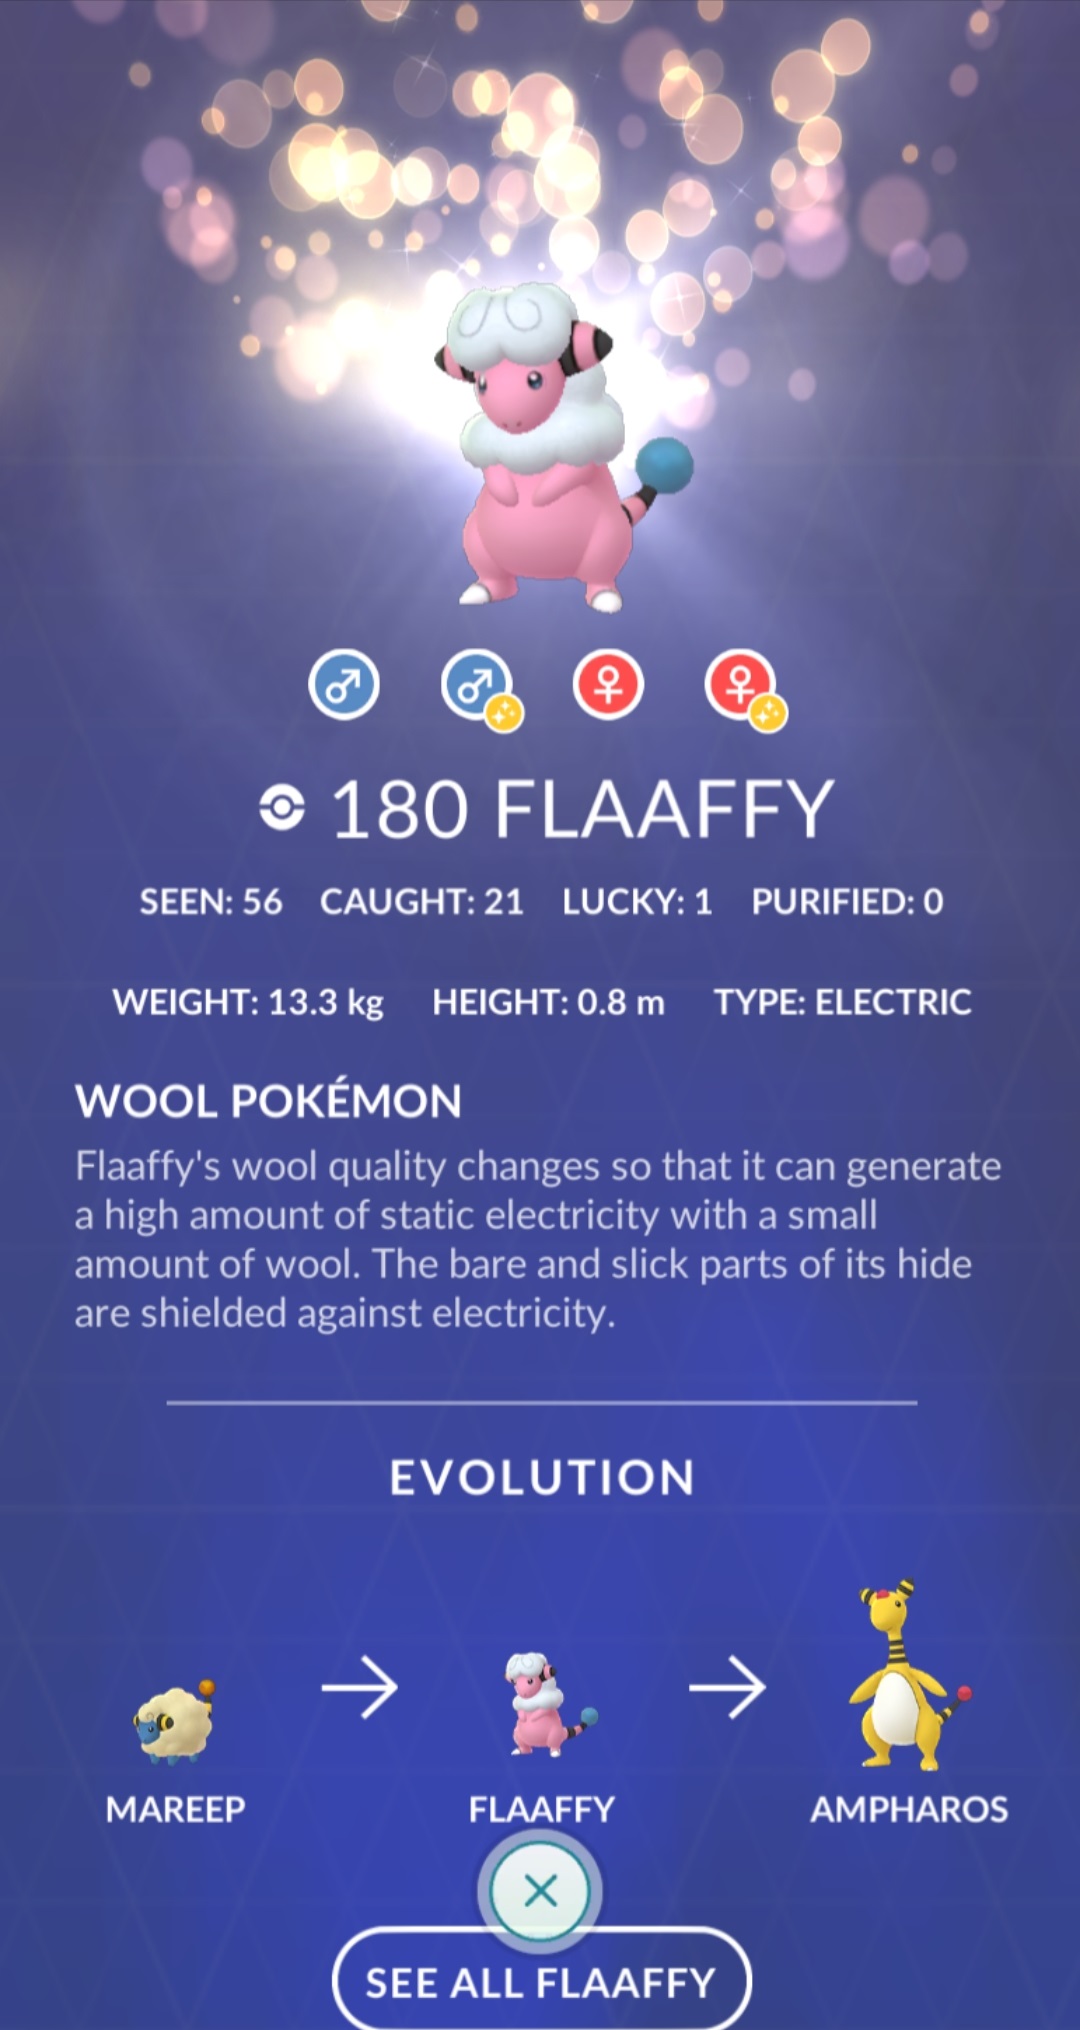 180 FLAAFFY
SEEN: 56 CAUGHT: 21 LUCKY: 1 PURIFIED: 0
WEIGHT: 13.3 kg HEIGHT: 0.8 m TYPE: ELECTRIC
WOOL POKÉMON
Flaaffy's wool quality changes so that it can generate
a high amount of static electricity with a small
amount of wool. The bare and slick parts of its hide
are shielded against electricity.
EVOLUTION
MAREEP FLAAFFY AMPHAROS
SEE ALL FLAAFFY